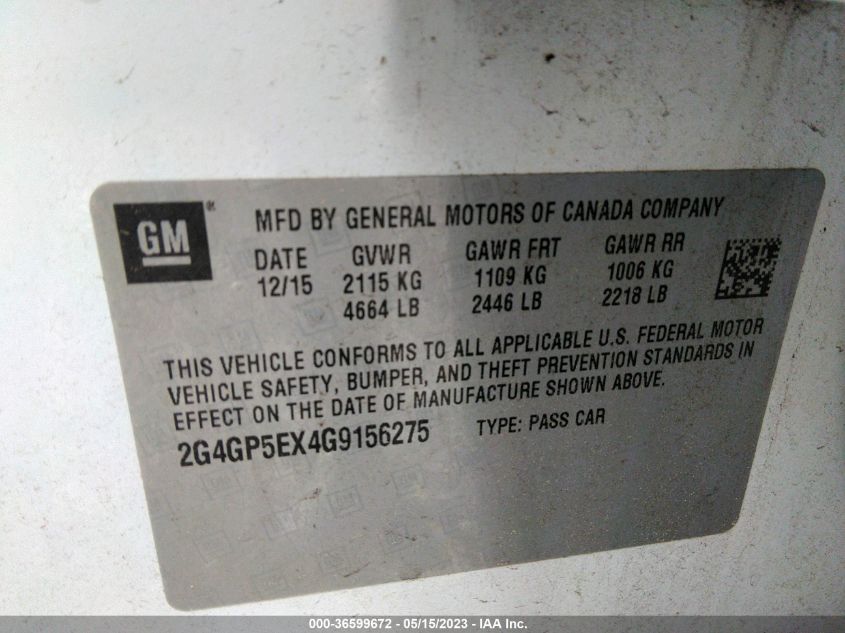 GM®
MFD BY GENERAL MOTORS OF CANADA COMPANY
DATE GVWR GAWR FRT GAWR RR
12/15 2115 KG 1109 KG 1006 KG
4664 LB 2446 LB 2218 LB
THIS VEHICLE CONFORMS TO ALL APPLICABLE U.S. FEDERAL MOTOR
VEHICLE SAFETY, BUMPER, AND THEFT PREVENTION STANDARDS IN
EFFECT ON THE DATE OF MANUFACTURE SHOWN ABOVE.
2G4GP5EX4G9156275 TYPE: PASS CAR
000-36599672 - 05/15/2023 - IAA Inc.